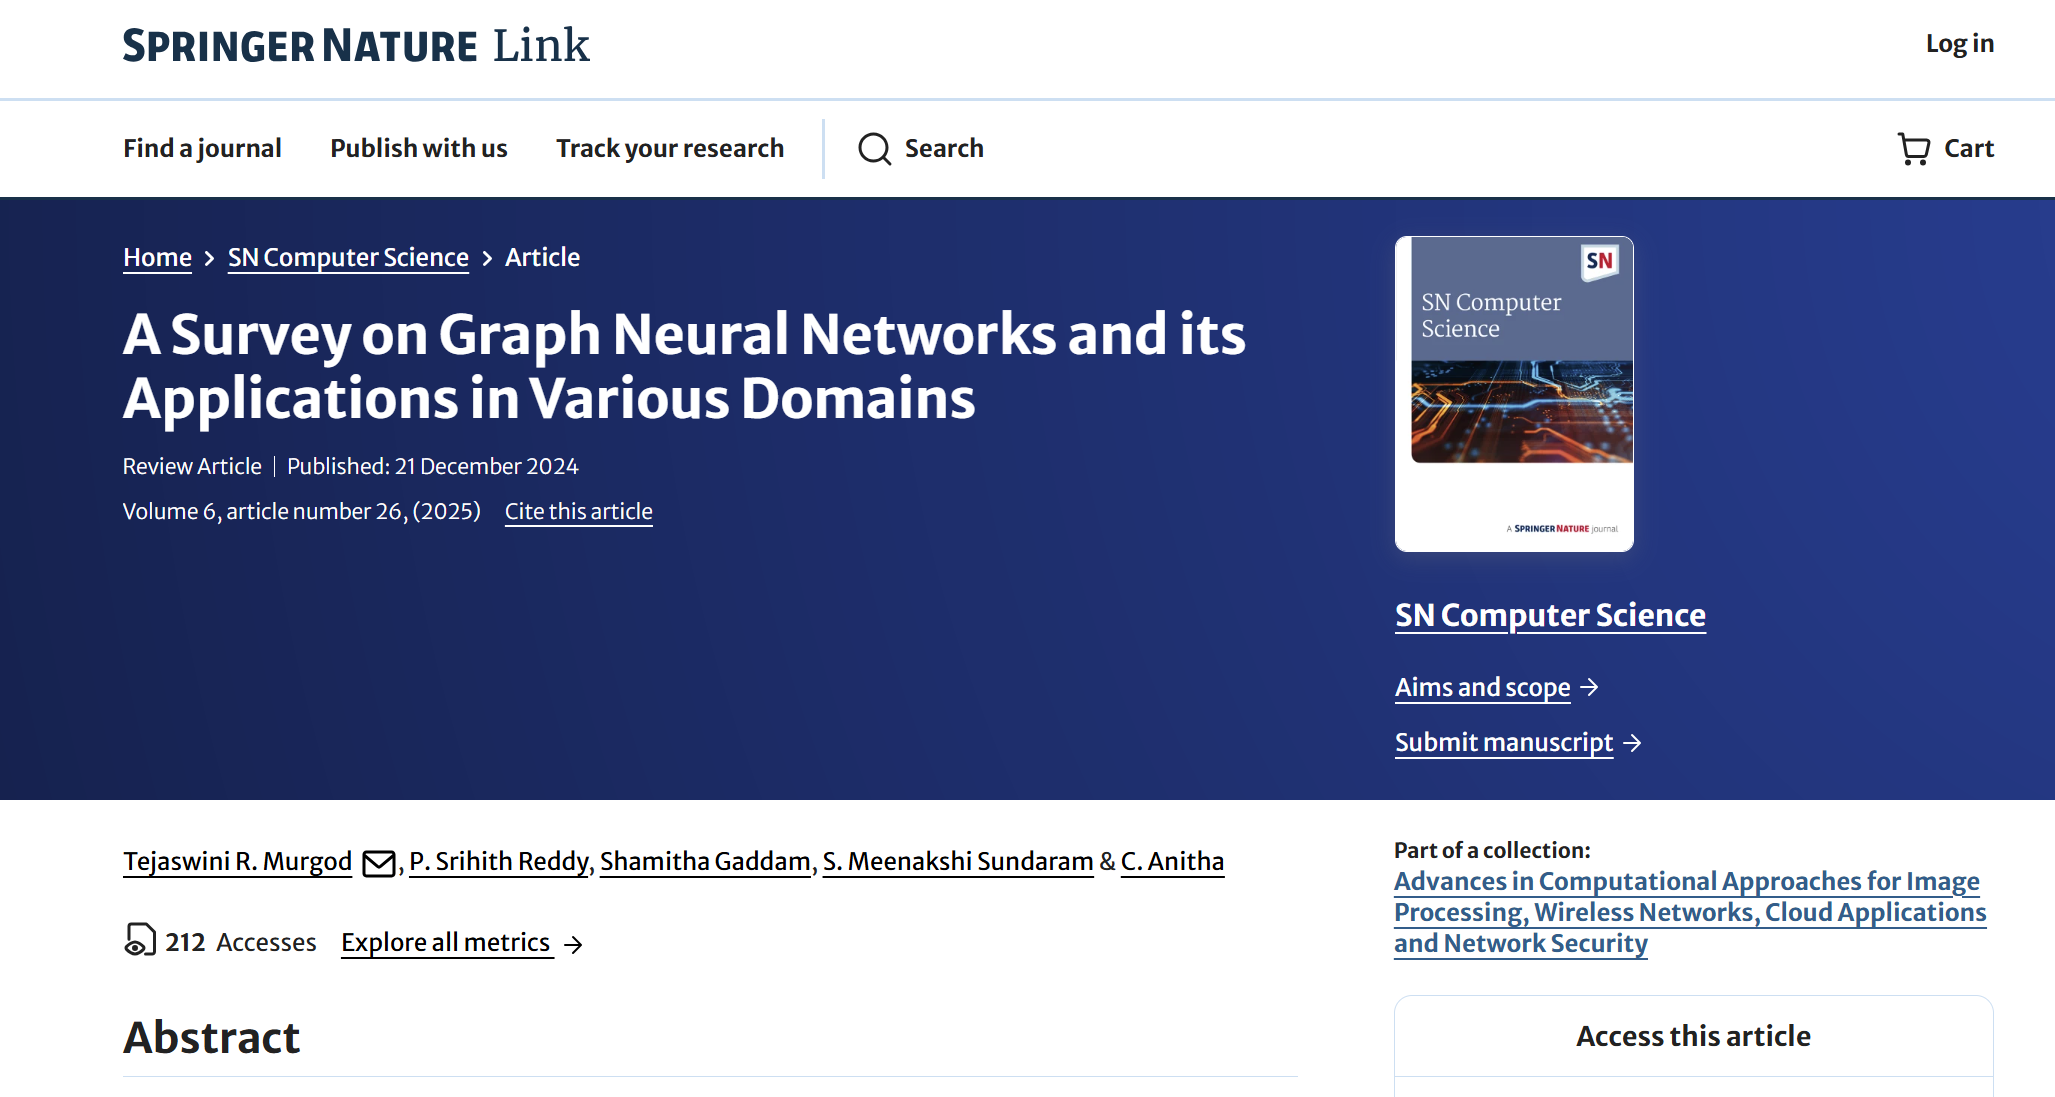 SPRINGER NATURE Link
Log in
Find a journal
Publish with us
Track your research
Search
Cart
Home > SN Computer Science > Article
A Survey on Graph Neural Networks and its
Applications in Various Domains
Review Article | Published: 21 December 2024
Volume 6, article number 26, (2025) Cite this article
SN
SN Computer
Science
A SPRINGER NATURE journal
SN Computer Science
Aims and scope →
Submit manuscript →
Tejaswini R. Murgod , P. Srihith Reddy, Shamitha Gaddam, S. Meenakshi Sundaram & C. Anitha
212 Accesses Explore all metrics →
Abstract
Part of a collection:
Advances in Computational Approaches for Image
Processing, Wireless Networks, Cloud Applications
and Network Security
Access this article